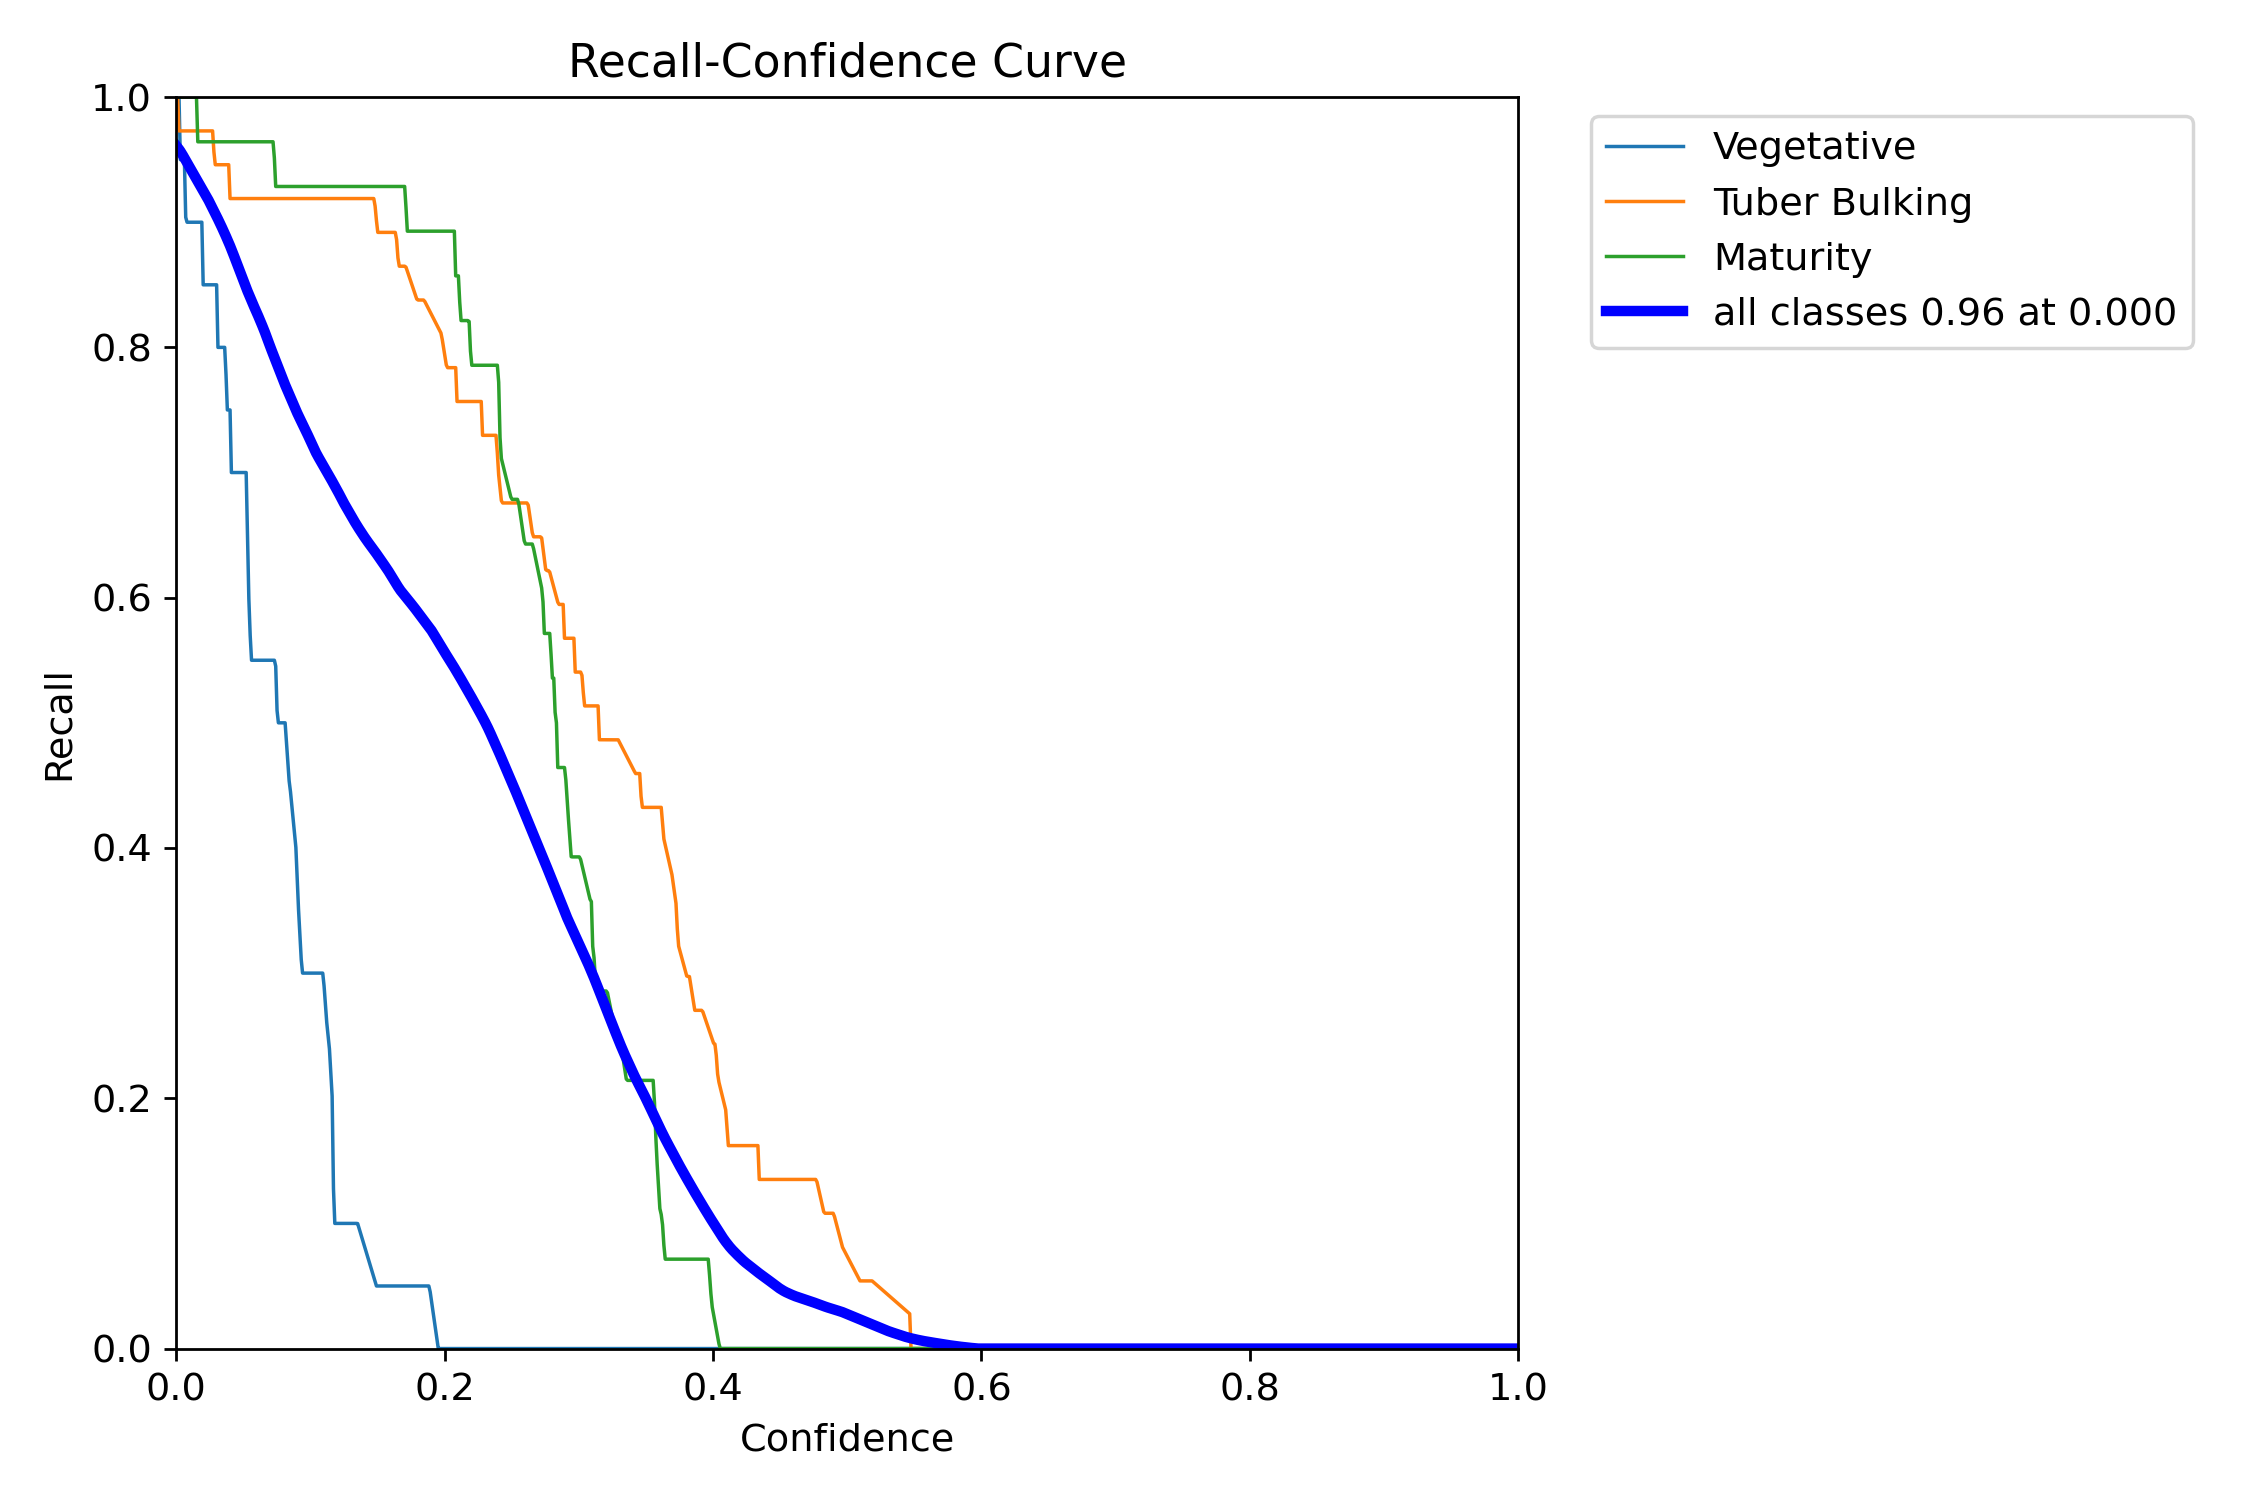 Recall-Confidence Curve
1.0
0.8
0.6
0.4
0.2
0.0
Recall
0.0 0.2 0.4 0.6 0.8 1.0
Confidence
Vegetative
Tuber Bulking
Maturity
all classes 0.96 at 0.000